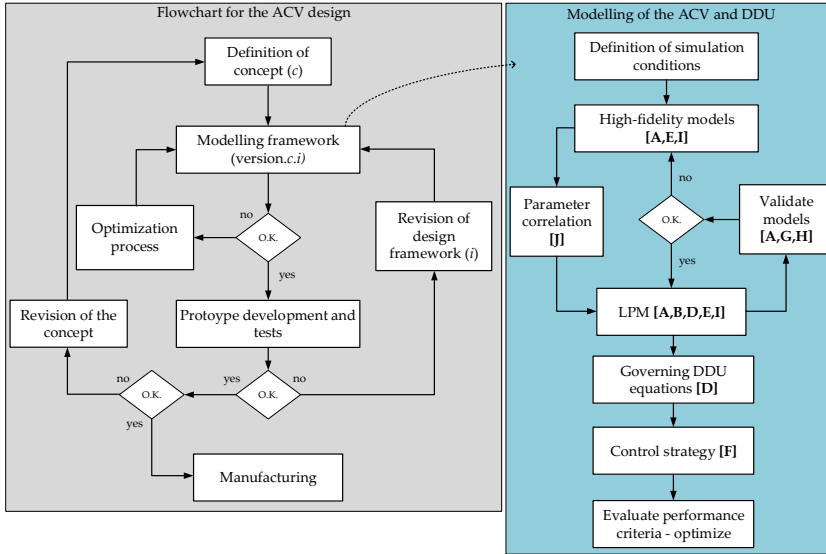 Flowchart for the ACV design
Definition of
concept (c)
Modelling framework
(version.c.i)
no
Optimization
process
O.K.
Revision of
design
framework (i)
yes
Revision of the
concept
Protoype development and
tests
no
yes
no
O.K.
O.K.
yes
Manufacturing
Modelling of the ACV and DDU
Definition of simulation
conditions
High-fidelity models
[A,E,I]
no
Parameter
correlation
[J]
O.K.
Validate
models
[A,G,H]
yes
LPM [A,B,D,E,I]
Governing DDU
equations [D]
Control strategy [F]
Evaluate performance
criteria - optimize